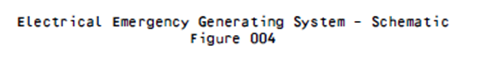 Electrical Emergency Generating System - Schematic
Figure 004